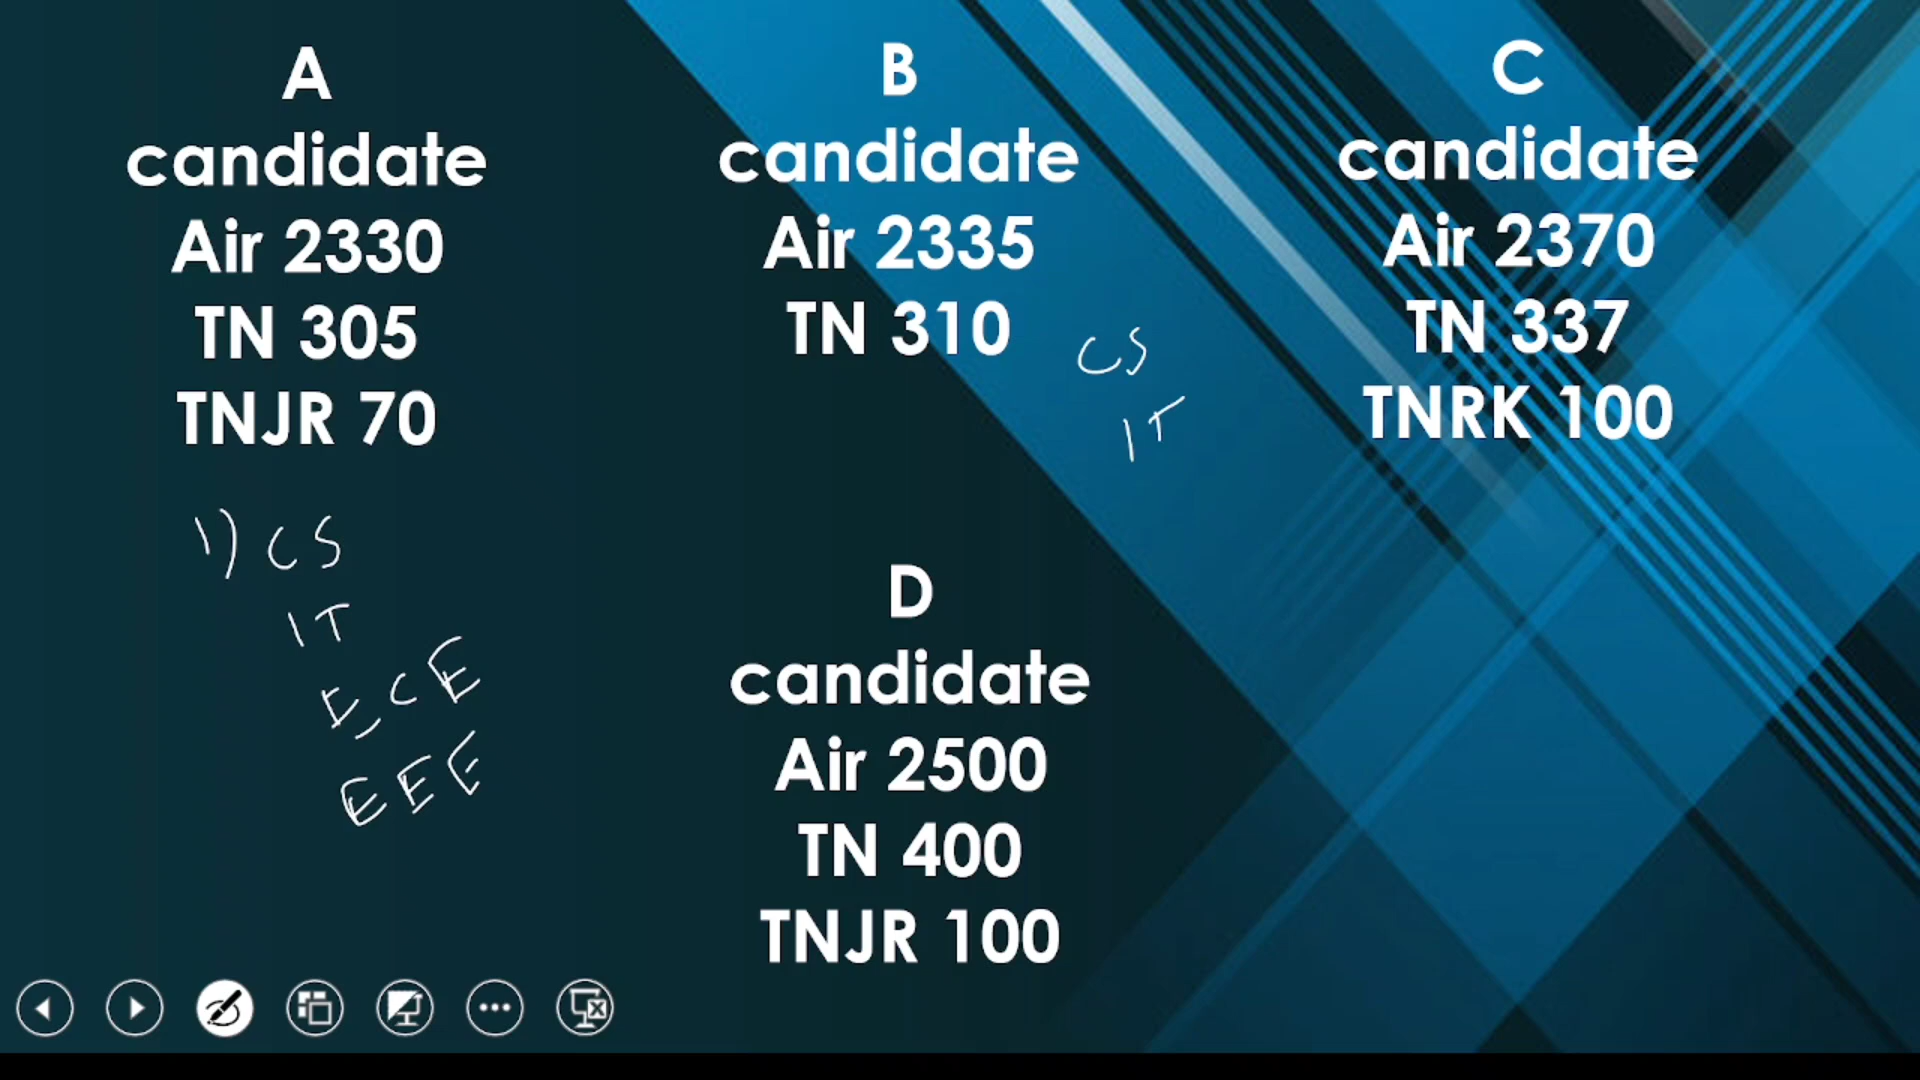 A
candidate
Air 2330
TN 305
TNJR 70
1) CS
IT
ECE
EEE
B
candidate
Air 2335
TN 310
CS
IT
C
candidate
Air 2370
TN 337
TNRK 100
D
candidate
Air 2500
TN 400
TNJR 100